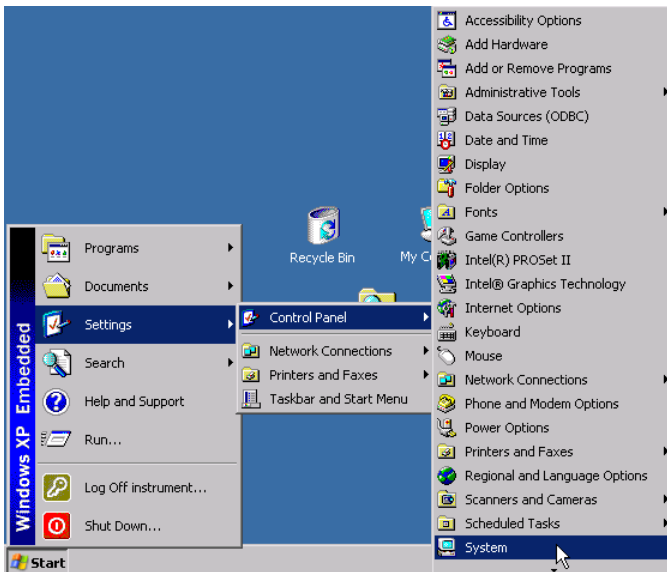 Recycle Bin
My C
Windows XP Embedded
Programs
Documents
Settings
Search
Help and Support
Run...
Log Off instrument...
Shut Down...
Start
Control Panel
Network Connections
Printers and Faxes
Taskbar and Start Menu
Accessibility Options
Add Hardware
Add or Remove Programs
Administrative Tools
Data Sources (ODBC)
Date and Time
Display
Folder Options
Fonts
Game Controllers
Intel(R) PROSet II
Intel® Graphics Technology
Internet Options
Keyboard
Mouse
Network Connections
Phone and Modem Options
Power Options
Printers and Faxes
Regional and Language Options
Scanners and Cameras
Scheduled Tasks
System